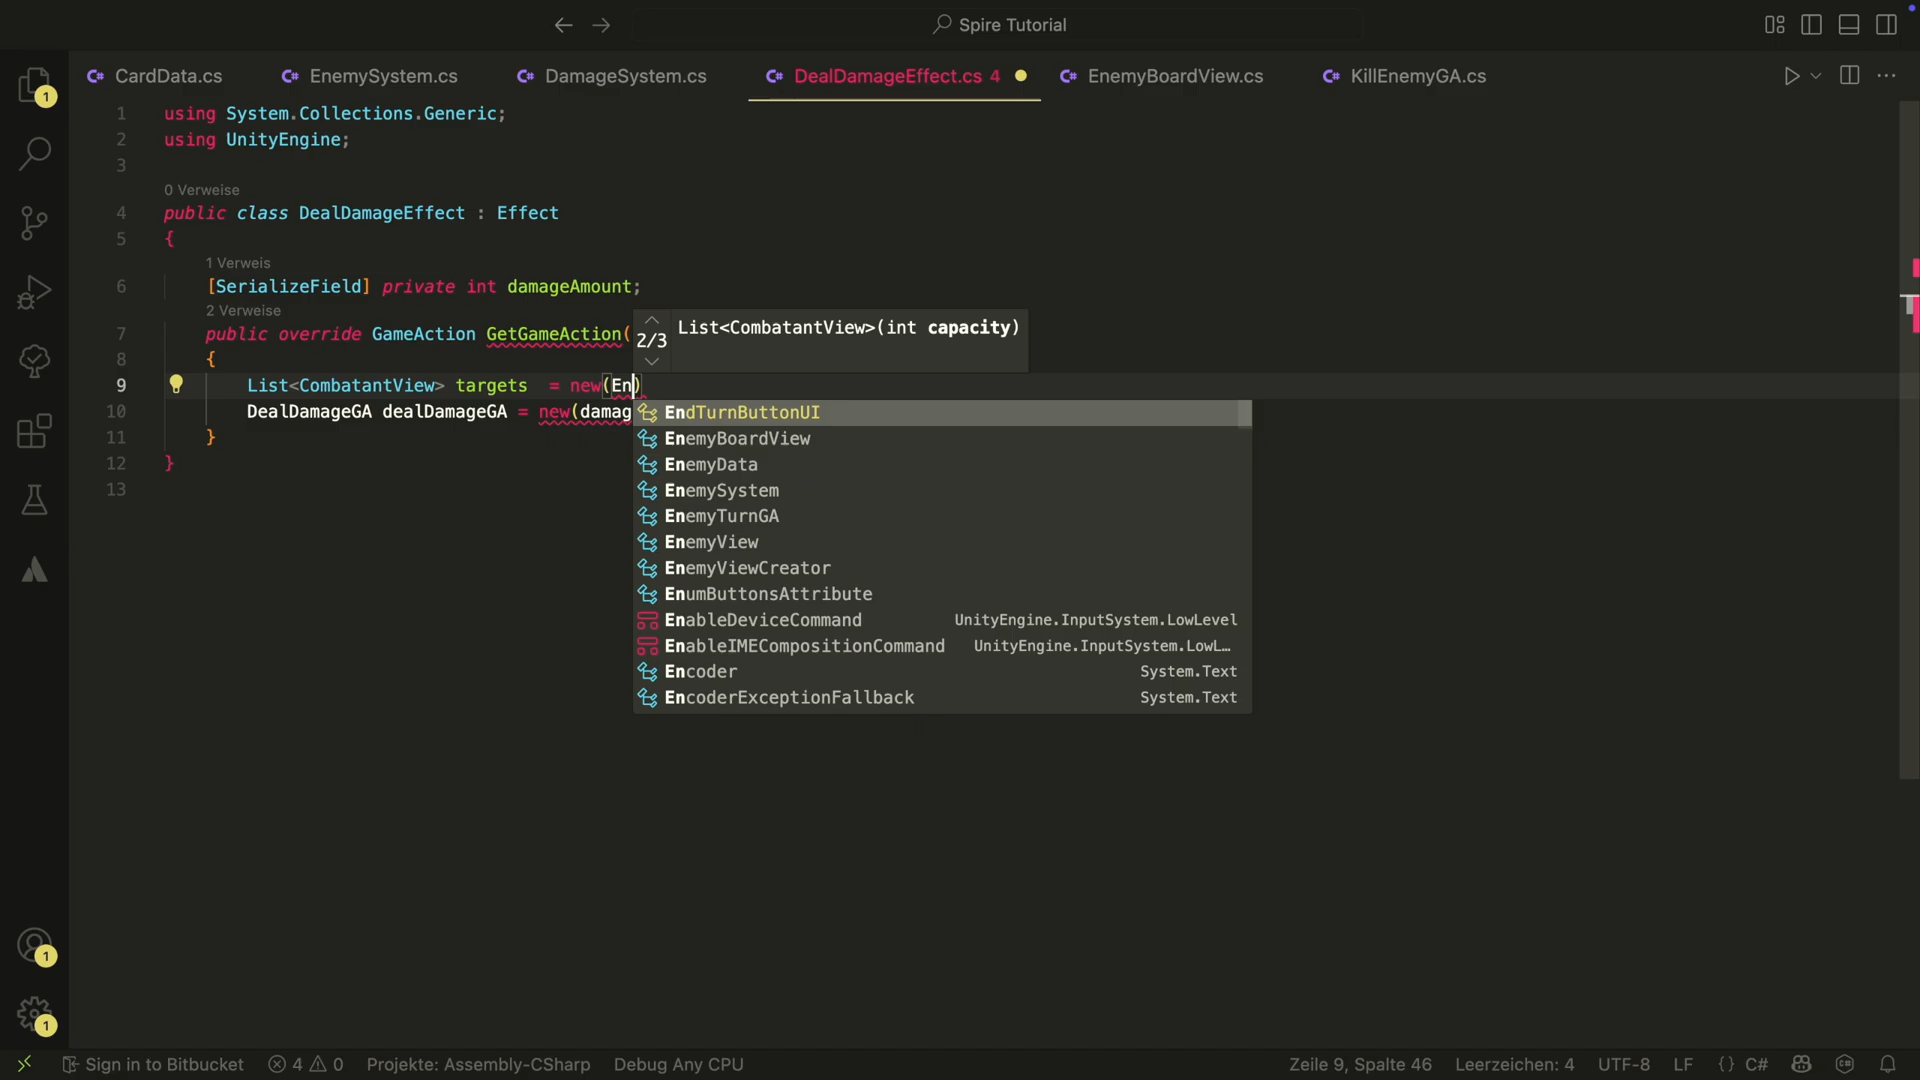 Spire Tutorial
CardData.cs
EnemySystem.cs
DamageSystem.cs
DealDamageEffect.cs 4
EnemyBoardView.cs
KillEnemyGA.cs
1
1 using System.Collections.Generic;
2 using UnityEngine;
3
0 Verweise
4 public class DealDamageEffect : Effect
5 {
1 Verweis
6 [SerializeField] private int damageAmount;
2 Verweise
7 public override GameAction GetGameAction(
2/3 List<CombatantView>(int capacity)
8 {
9 List<CombatantView> targets  = new(En)
10 DealDamageGA dealDamageGA = new(damag
11 }
12 }
13
EndTurnButtonUI
EnemyBoardView
EnemyData
EnemySystem
EnemyTurnGA
EnemyView
EnemyViewCreator
EnumButtonsAttribute
EnableDeviceCommand UnityEngine.InputSystem.LowLevel
EnableIMECompositionCommand UnityEngine.InputSystem.LowL…
Encoder System.Text
EncoderExceptionFallback System.Text
1
1
Sign in to Bitbucket 4 0 Projekte: Assembly-CSharp Debug Any CPU Zeile 9, Spalte 46 Leerzeichen: 4 UTF-8 LF {} C#